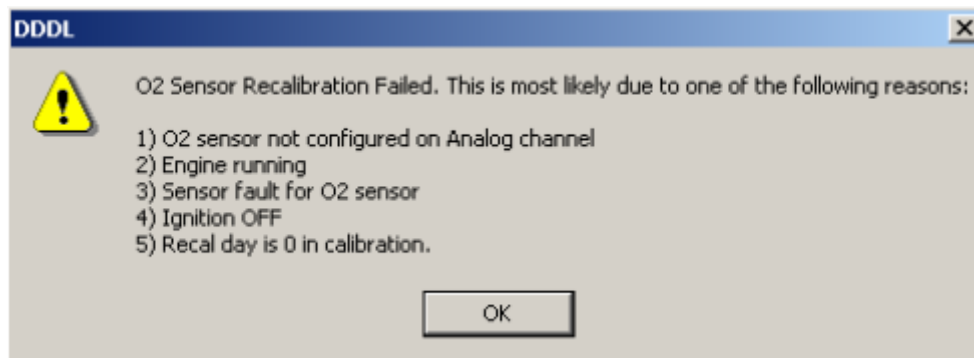 DDDL
O2 Sensor Recalibration Failed. This is most likely due to one of the following reasons:
1) O2 sensor not configured on Analog channel
2) Engine running
3) Sensor fault for O2 sensor
4) Ignition OFF
5) Recal day is 0 in calibration.
OK